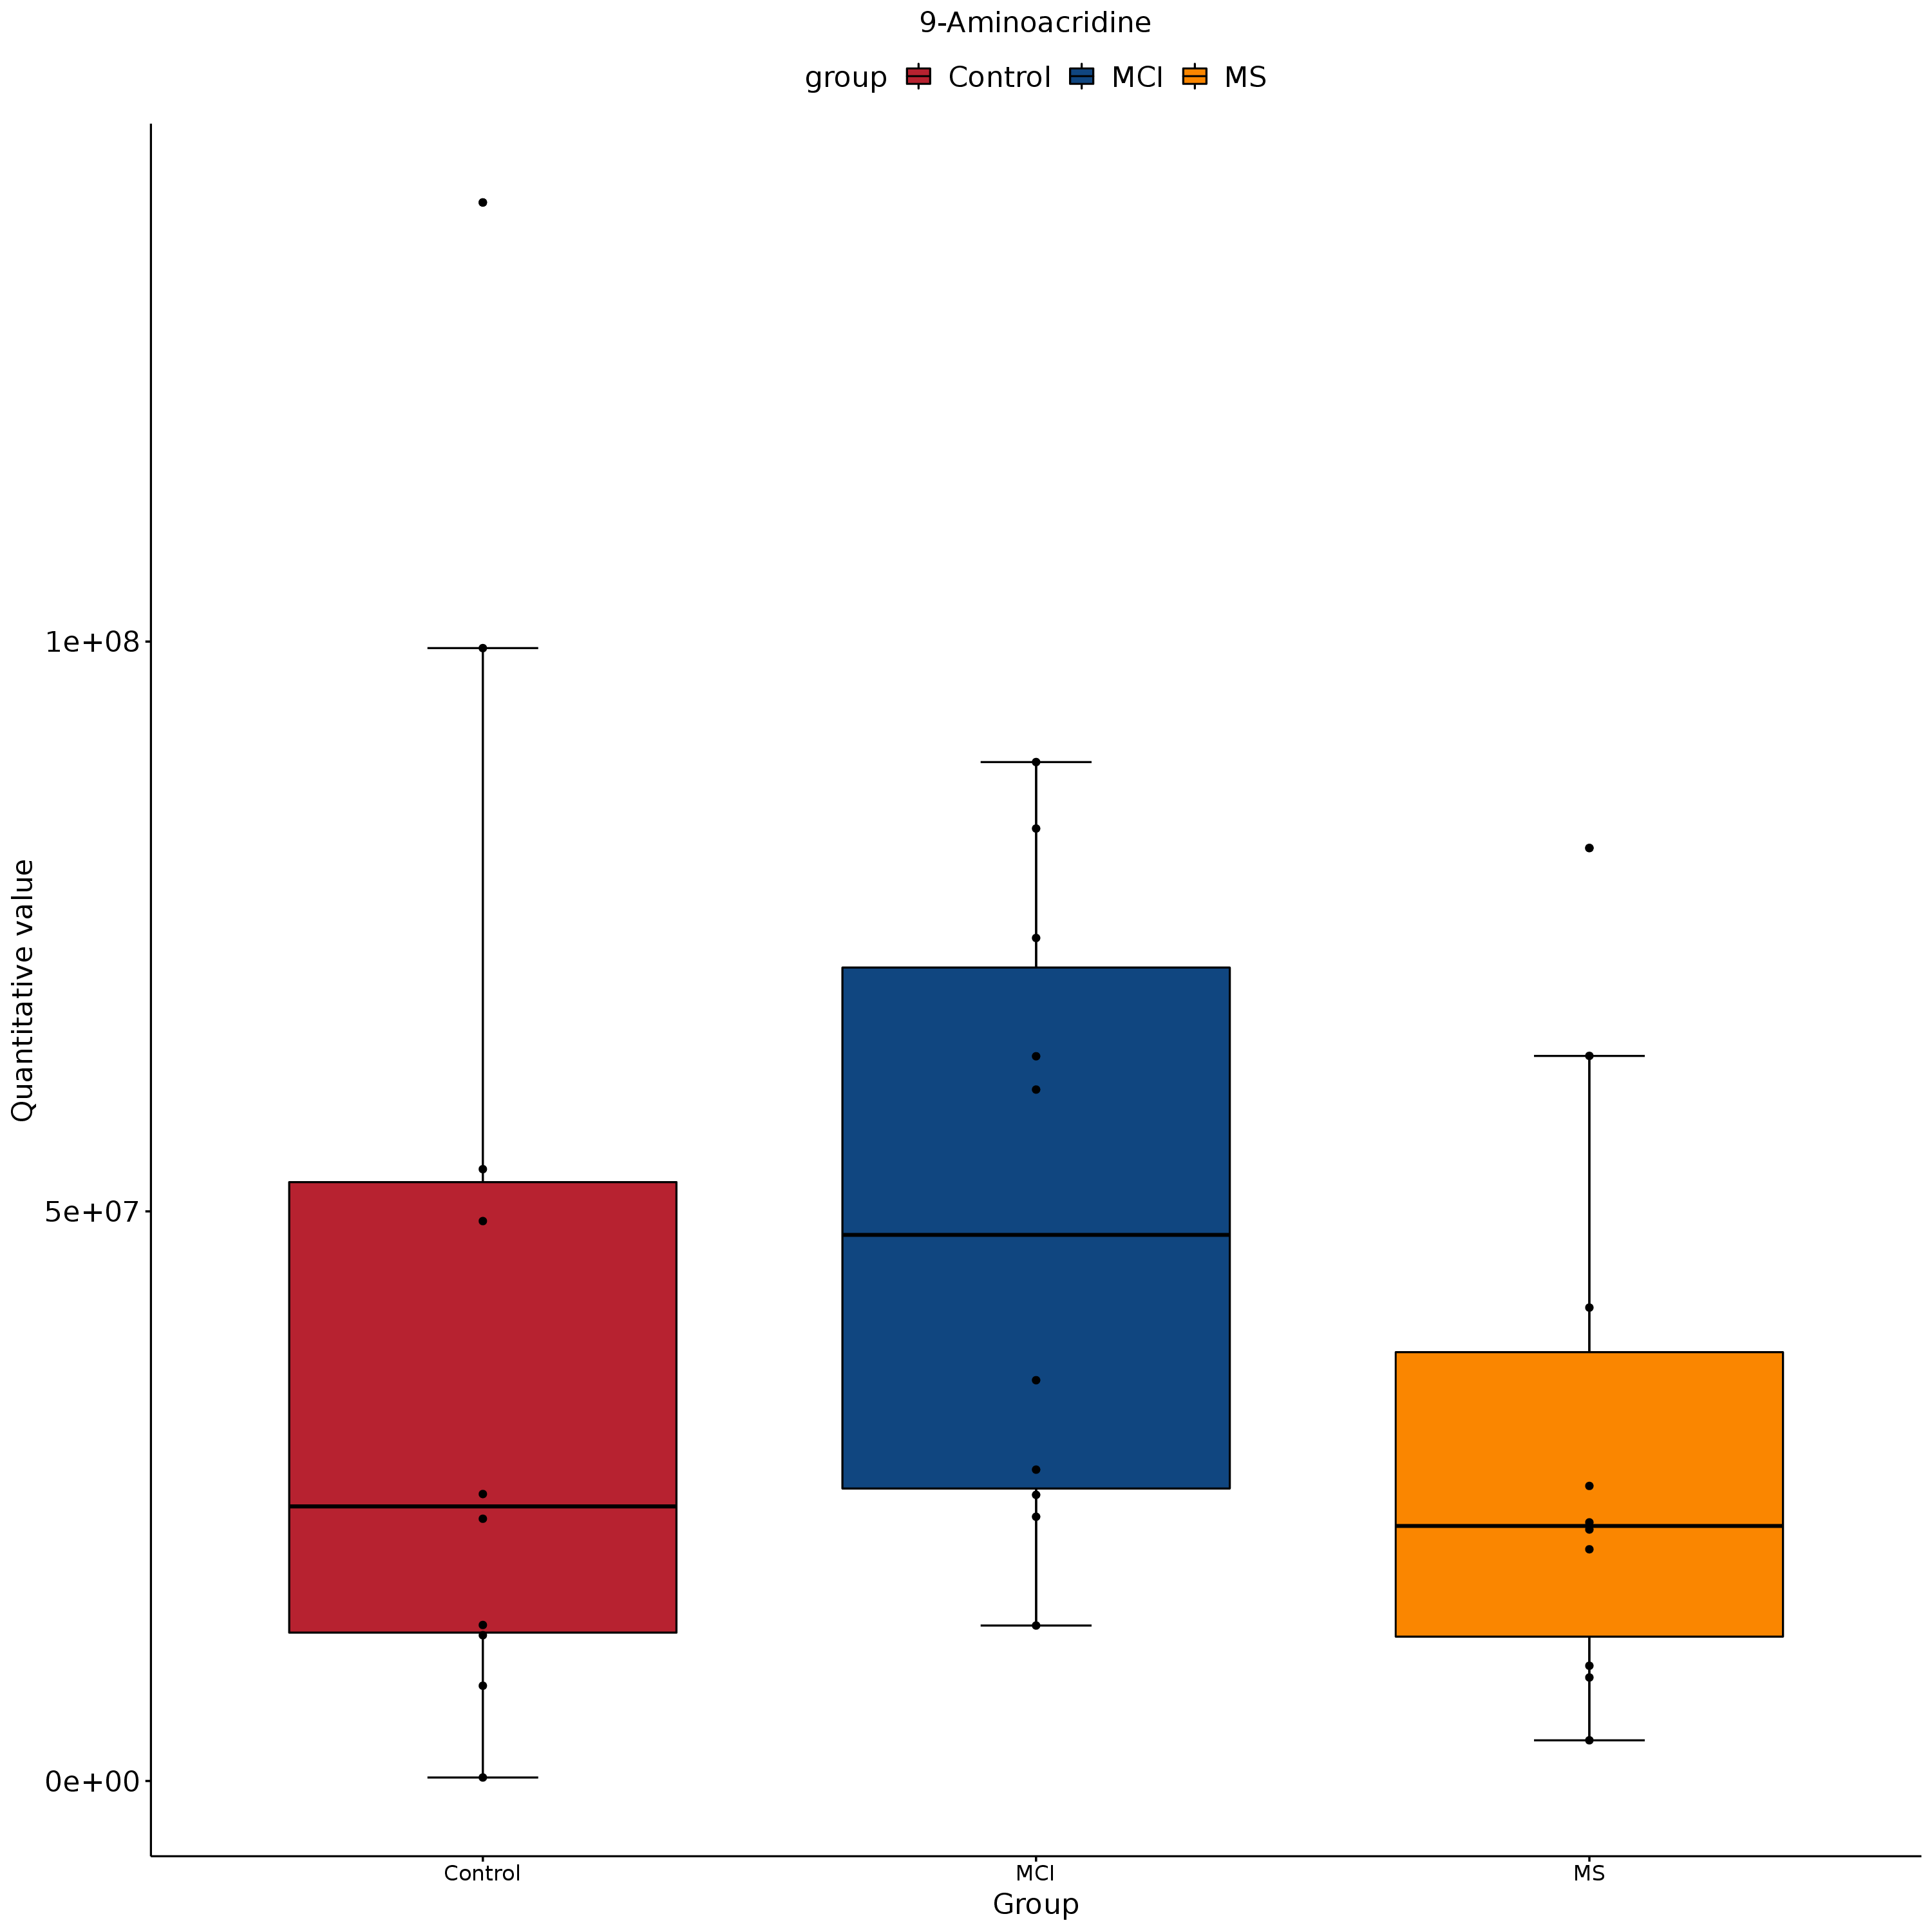 9-Aminoacridine
group Control MCI MS
Quantitative value
1e+08
5e+07
0e+00
Control MCI MS
Group